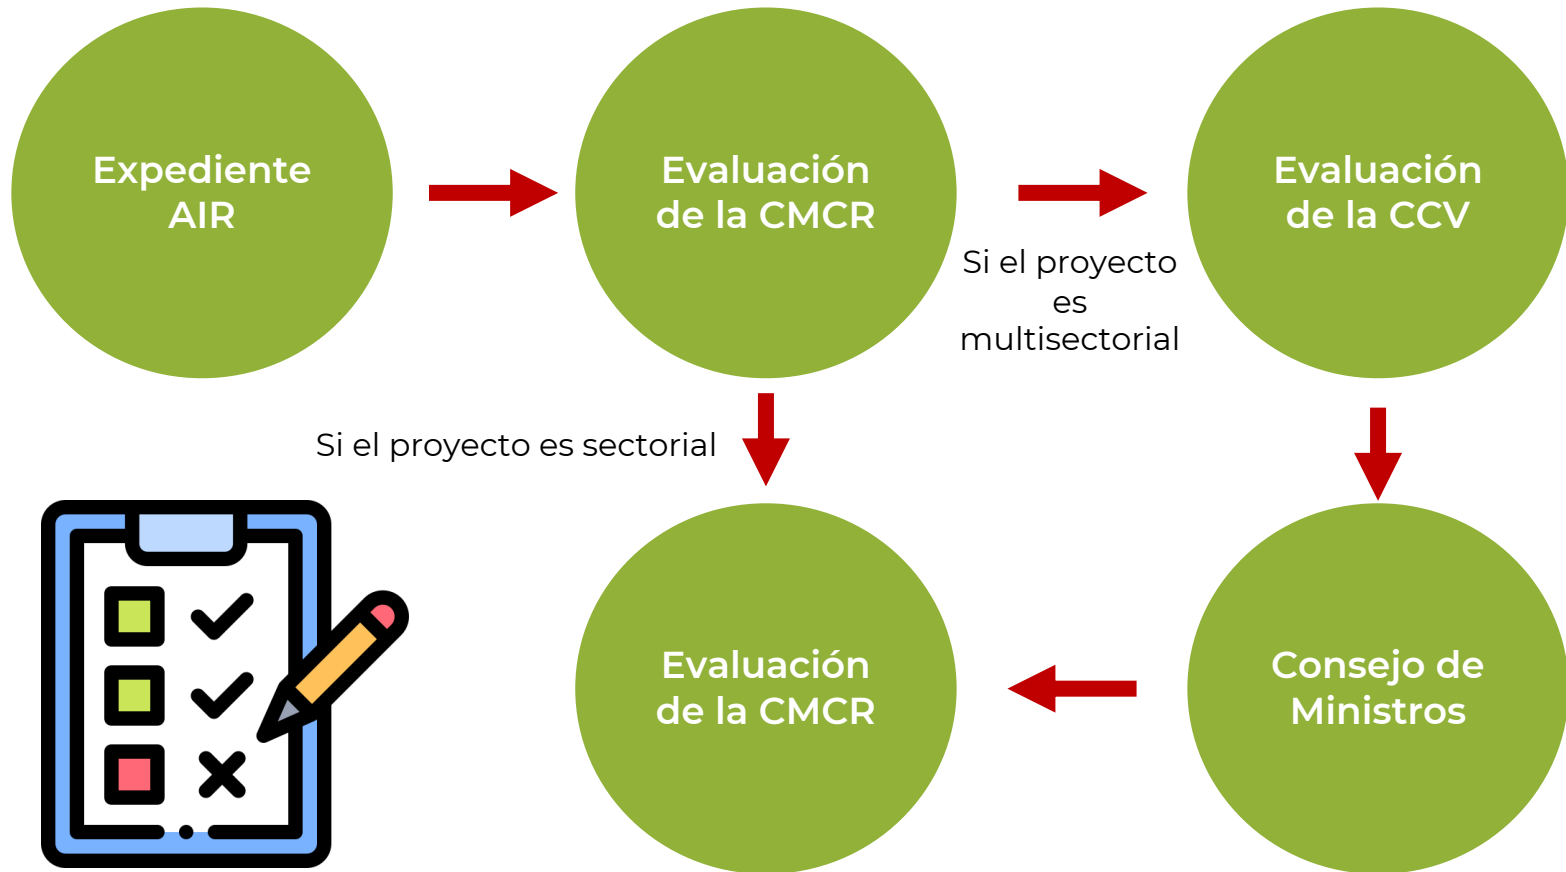 Expediente
AIR
Evaluación
de la CMCR
Si el proyecto
es
multisectorial
Evaluación
de la CCV
Si el proyecto es sectorial
Evaluación
de la CMCR
Consejo de
Ministros